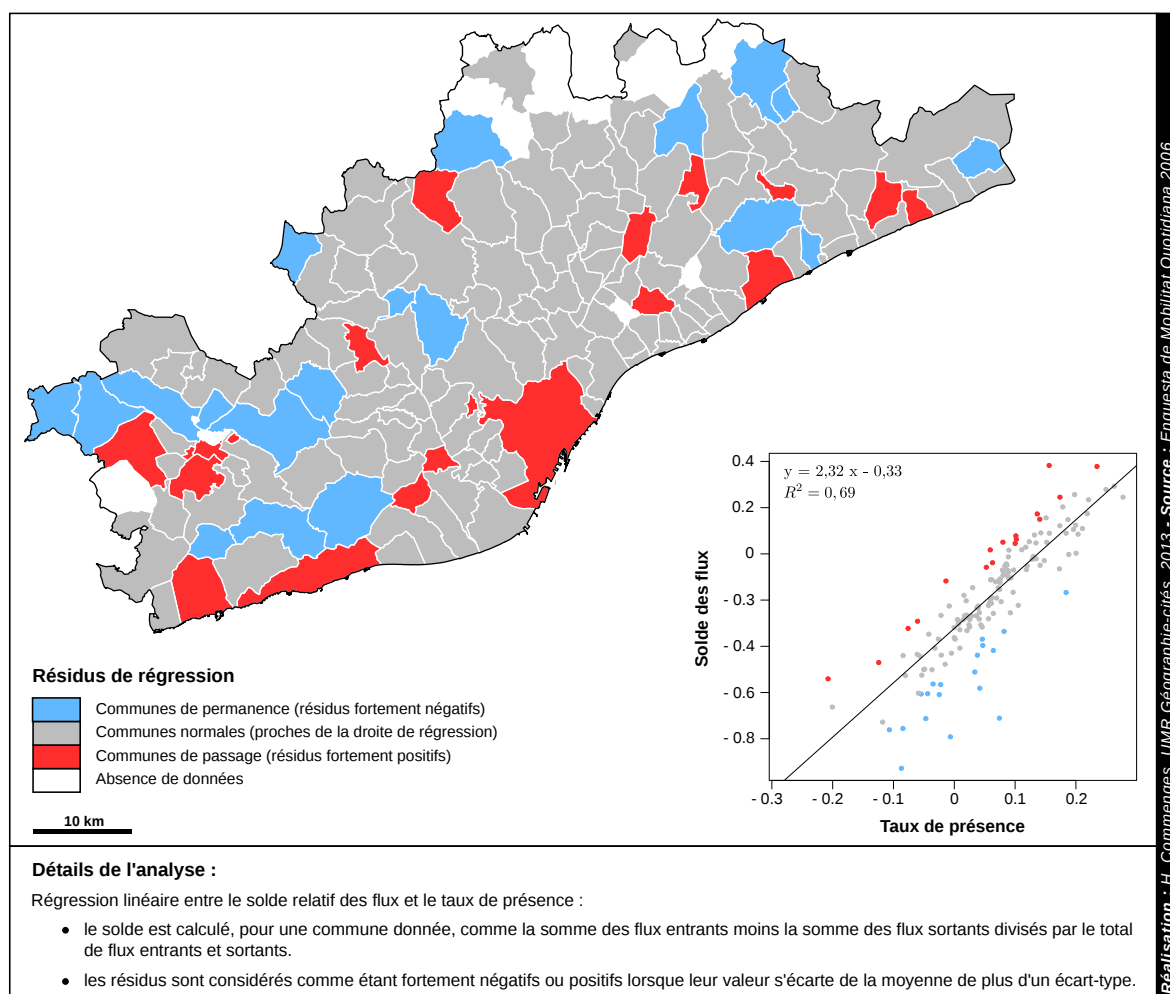 y = 2,32 x - 0,33
R² = 0,69
0.4
0.2
0
- 0.3
- 0.4
- 0.6
- 0.8
Solde des flux
- 0.3
- 0.2
- 0.1
0
0.1
0.2
Taux de présence
Résidus de régression
Communes de permanence (résidus fortement négatifs)
Communes normales (proches de la droite de régression)
Communes de passage (résidus fortement positifs)
Absence de données
10 km
Détails de l'analyse :
Régression linéaire entre le solde relatif des flux et le taux de présence :
• le solde est calculé, pour une commune donnée, comme la somme des flux entrants moins la somme des flux sortants divisés par le total
de flux entrants et sortants.
• les résidus sont considérés comme étant fortement négatifs ou positifs lorsque leur valeur s'écarte de la moyenne de plus d'un écart-type.
Réalisation : H. Commenges, UMR Géographie-cités, 2013 - Source : Enquesta de Mobilitat Quotidiana 2006